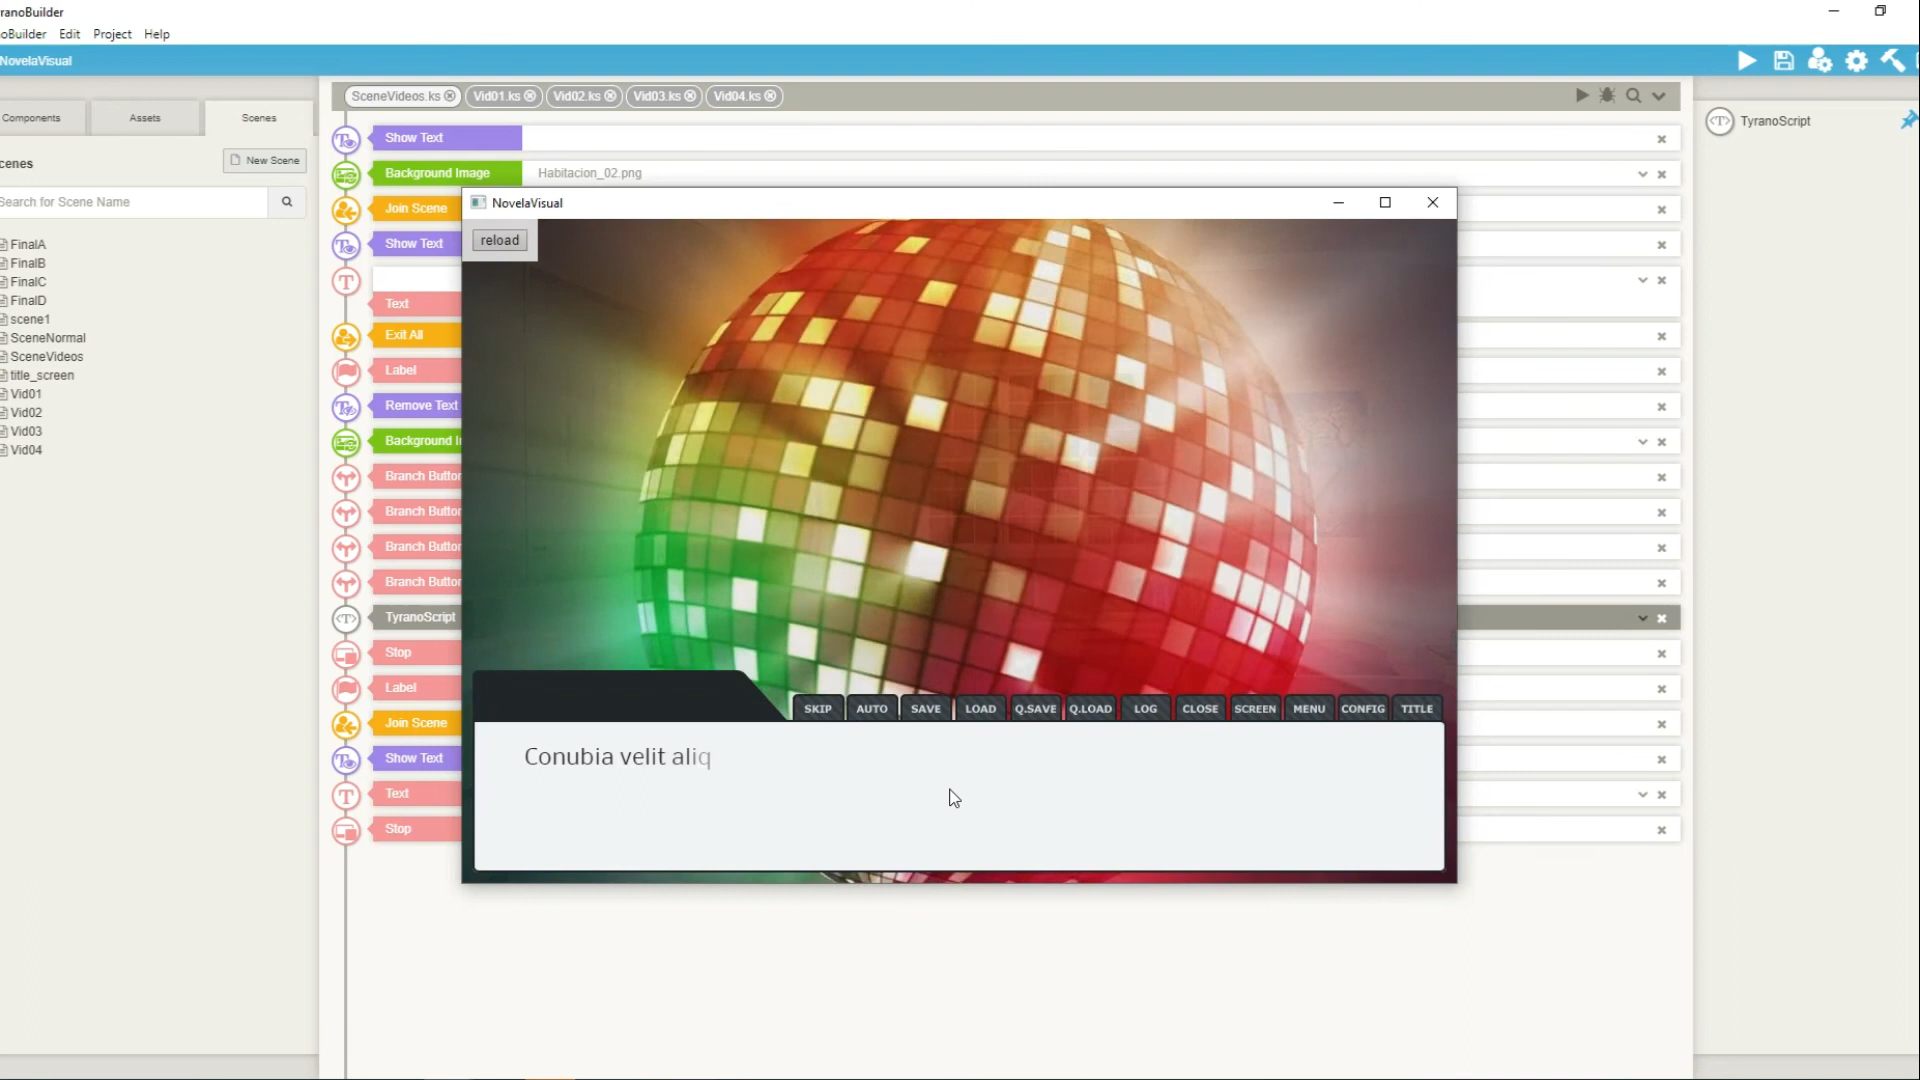 ranoBuilder
oBuilder Edit Project Help
NovelaVisual
Components Assets Scenes
SceneVideos.ks Vid01.ks Vid02.ks Vid03.ks Vid04.ks
TyranoScript
cenes
New Scene
Search for Scene Name
FinalA
FinalB
FinalC
FinalD
scene1
SceneNormal
SceneVideos
title_screen
Vid01
Vid02
Vid03
Vid04
Show Text
Background Image Habitacion_02.png
Join Scene
Show Text
Text
Exit All
Label
Remove Text
Background I
Branch Button
Branch Button
Branch Button
Branch Button
TyranoScript
Stop
Label
Join Scene
Show Text
Text
Stop
NovelaVisual
reload
SKIP AUTO SAVE LOAD Q.SAVE Q.LOAD LOG CLOSE SCREEN MENU CONFIG TITLE
Conubia velit aliq